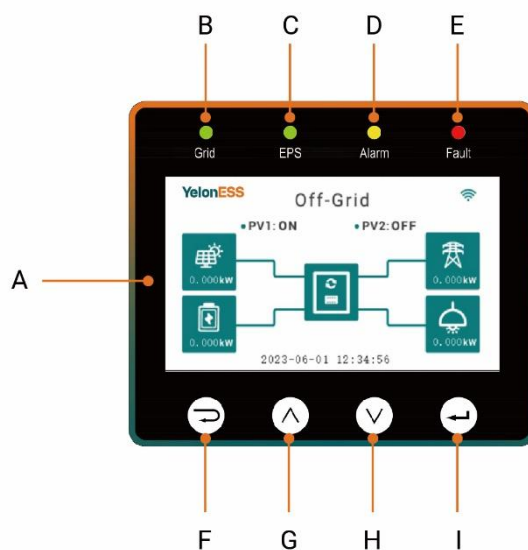 B C D E
Grid EPS Alarm Fault
YelonESS
Off-Grid
•PV1:ON •PV2:OFF
A
0.000kW 0.000kW
0.000kW 0.000kW
2023-06-01 12:34:56
F G H I